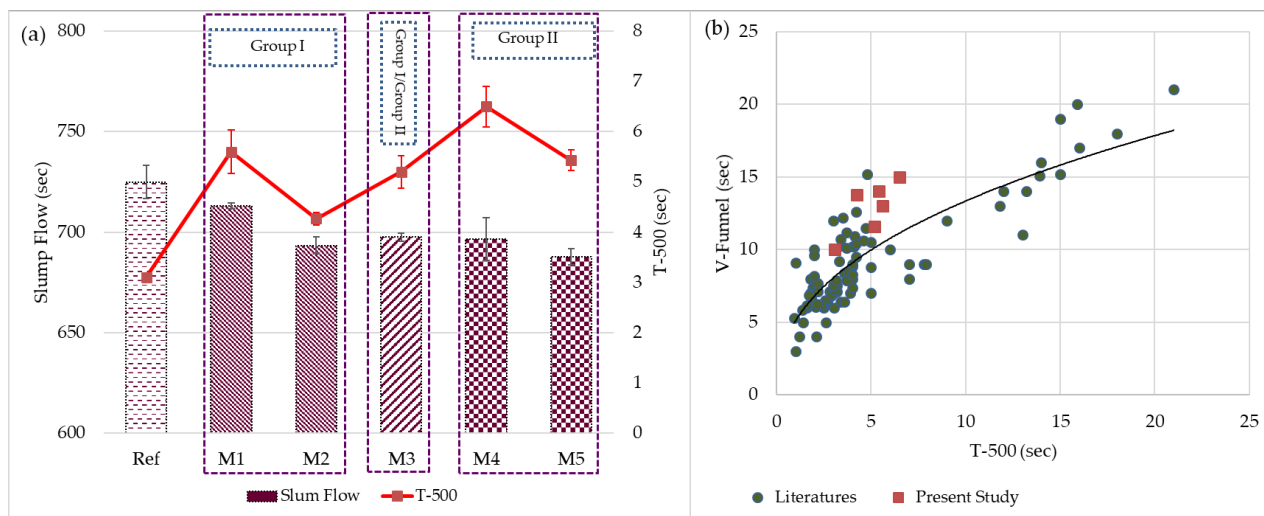 (a)
800
750
700
650
600
Slump Flow (sec)
Group I
Group I/Group II
Group II
8
7
6
5
4
3
2
1
0
T-500 (sec)
Ref M1 M2 M3 M4 M5
Slum Flow T-500
(b)
25
20
15
10
5
0
V-Funnel (sec)
0 5 10 15 20 25
T-500 (sec)
Literatures Present Study